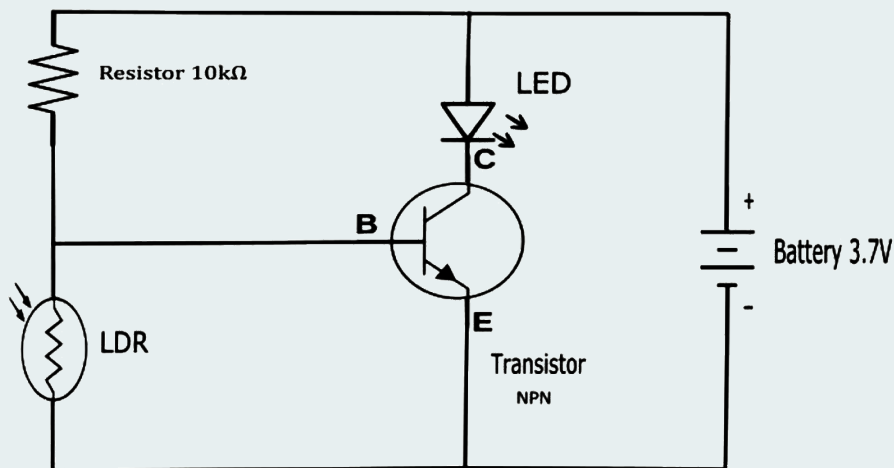 Resistor 10kΩ
LED
C
B
+
Battery 3.7V
-
E
LDR
Transistor
NPN